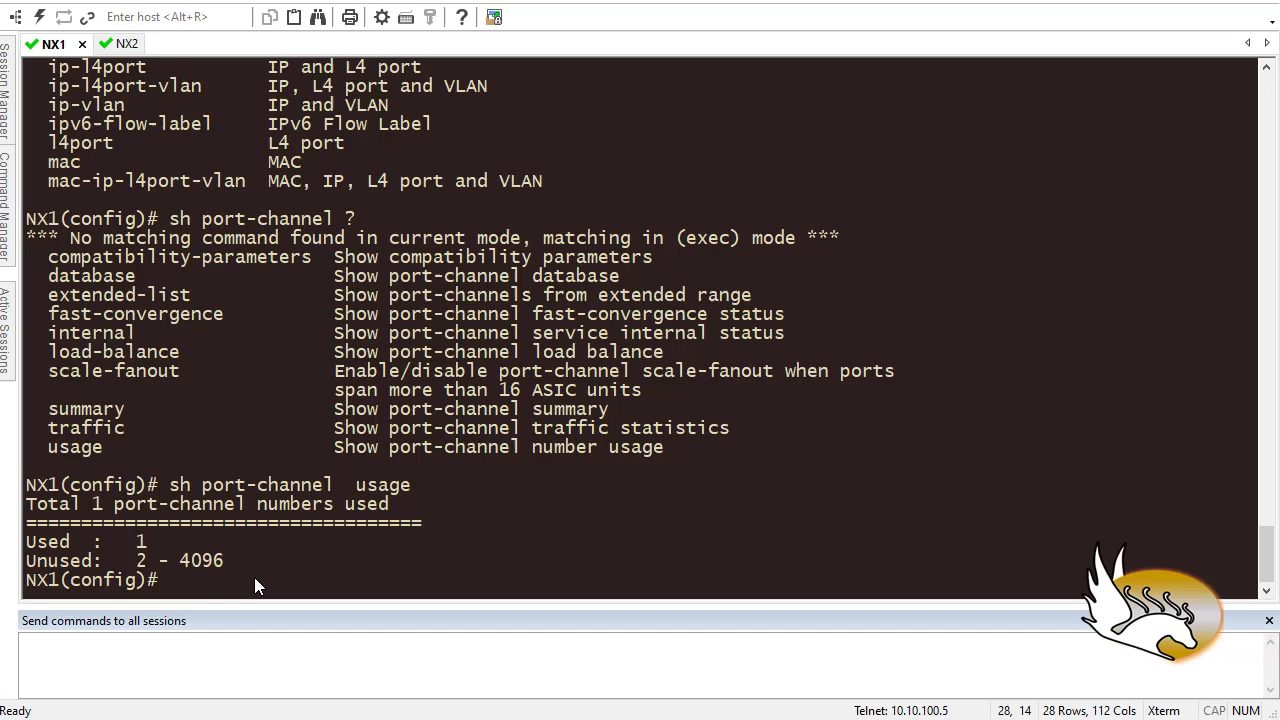 Enter host <Alt+R>
NX1
NX2
Session Manager
Command Manager
Active Sessions
ip-l4port IP and L4 port
ip-l4port-vlan IP, L4 port and VLAN
ip-vlan IP and VLAN
ipv6-flow-label IPv6 Flow Label
l4port L4 port
mac MAC
mac-ip-l4port-vlan MAC, IP, L4 port and VLAN
NX1(config)# sh port-channel ?
*** No matching command found in current mode, matching in (exec) mode ***
compatibility-parameters Show compatibility parameters
database Show port-channel database
extended-list Show port-channels from extended range
fast-convergence Show port-channel fast-convergence status
internal Show port-channel service internal status
load-balance Show port-channel load balance
scale-fanout Enable/disable port-channel scale-fanout when ports
span more than 16 ASIC units
summary Show port-channel summary
traffic Show port-channel traffic statistics
usage Show port-channel number usage
NX1(config)# sh port-channel  usage
Total 1 port-channel numbers used
====================================
Used  :   1
Unused:   2 - 4096
NX1(config)#
Send commands to all sessions
Ready Telnet: 10.10.100.5 28, 14 28 Rows, 112 Cols Xterm CAP NUM